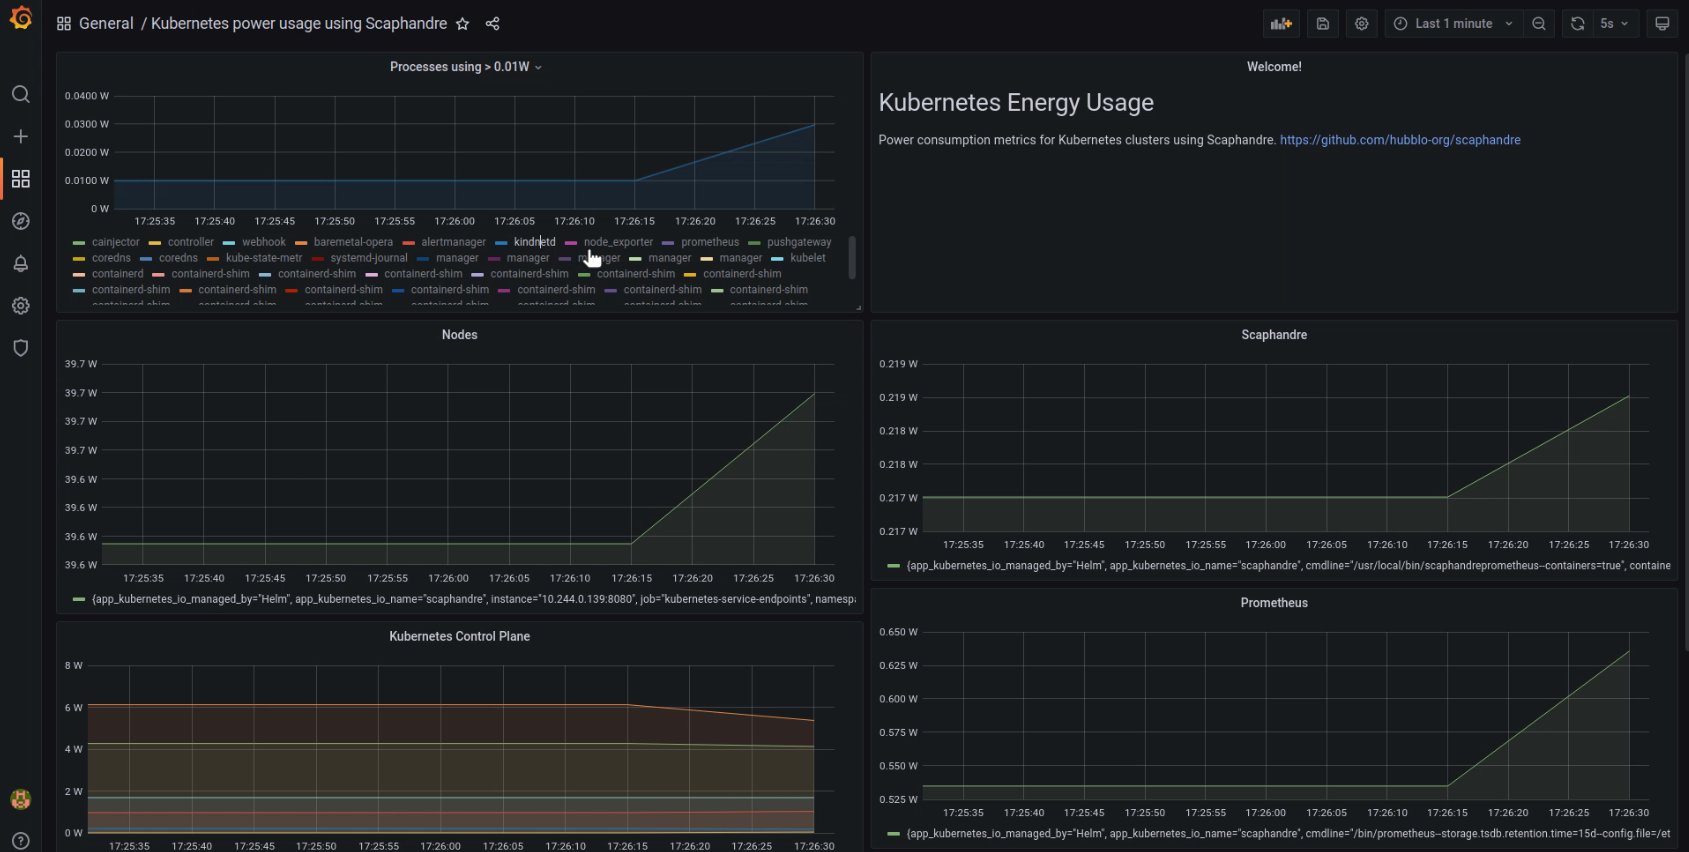 General / Kubernetes power usage using Scaphandre
Last 1 minute
5s
Processes using > 0.01W
0.0400 W
0.0300 W
0.0200 W
0.0100 W
0 W
17:25:35 17:25:40 17:25:45 17:25:50 17:25:55 17:26:00 17:26:05 17:26:10 17:26:15 17:26:20 17:26:25 17:26:30
cainjector controller webhook baremetal-opera alertmanager kindnetd node_exporter prometheus pushgateway
coredns coredns kube-state-metr systemd-journal manager manager manager manager kubelet
containerd containerd-shim containerd-shim containerd-shim containerd-shim containerd-shim containerd-shim
containerd-shim containerd-shim containerd-shim containerd-shim containerd-shim containerd-shim containerd-shim
Welcome!
Kubernetes Energy Usage
Power consumption metrics for Kubernetes clusters using Scaphandre. https://github.com/hubblo-org/scaphandre
Nodes
39.7 W
39.7 W
39.7 W
39.7 W
39.6 W
39.6 W
39.6 W
39.6 W
17:25:35 17:25:40 17:25:45 17:25:50 17:25:55 17:26:00 17:26:05 17:26:10 17:26:15 17:26:20 17:26:25 17:26:30
{app_kubernetes_io_managed_by="Helm", app_kubernetes_io_name="scaphandre", instance="10.244.0.139:8080", job="kubernetes-service-endpoints", namesp
Scaphandre
0.219 W
0.219 W
0.218 W
0.218 W
0.217 W
0.217 W
17:25:35 17:25:40 17:25:45 17:25:50 17:25:55 17:26:00 17:26:05 17:26:10 17:26:15 17:26:20 17:26:25 17:26:30
{app_kubernetes_io_managed_by="Helm", app_kubernetes_io_name="scaphandre", cmdline="/usr/local/bin/scaphandreprometheus--containers=true", containe
Kubernetes Control Plane
8 W
6 W
4 W
2 W
0 W
17:25:35 17:25:40 17:25:45 17:25:50 17:25:55 17:26:00 17:26:05 17:26:10 17:26:15 17:26:20 17:26:25 17:26:30
Prometheus
0.650 W
0.625 W
0.600 W
0.575 W
0.550 W
0.525 W
17:25:35 17:25:40 17:25:45 17:25:50 17:25:55 17:26:00 17:26:05 17:26:10 17:26:15 17:26:20 17:26:25 17:26:30
{app_kubernetes_io_managed_by="Helm", app_kubernetes_io_name="scaphandre", cmdline="/bin/prometheus--storage.tsdb.retention.time=15d--config.file=/et